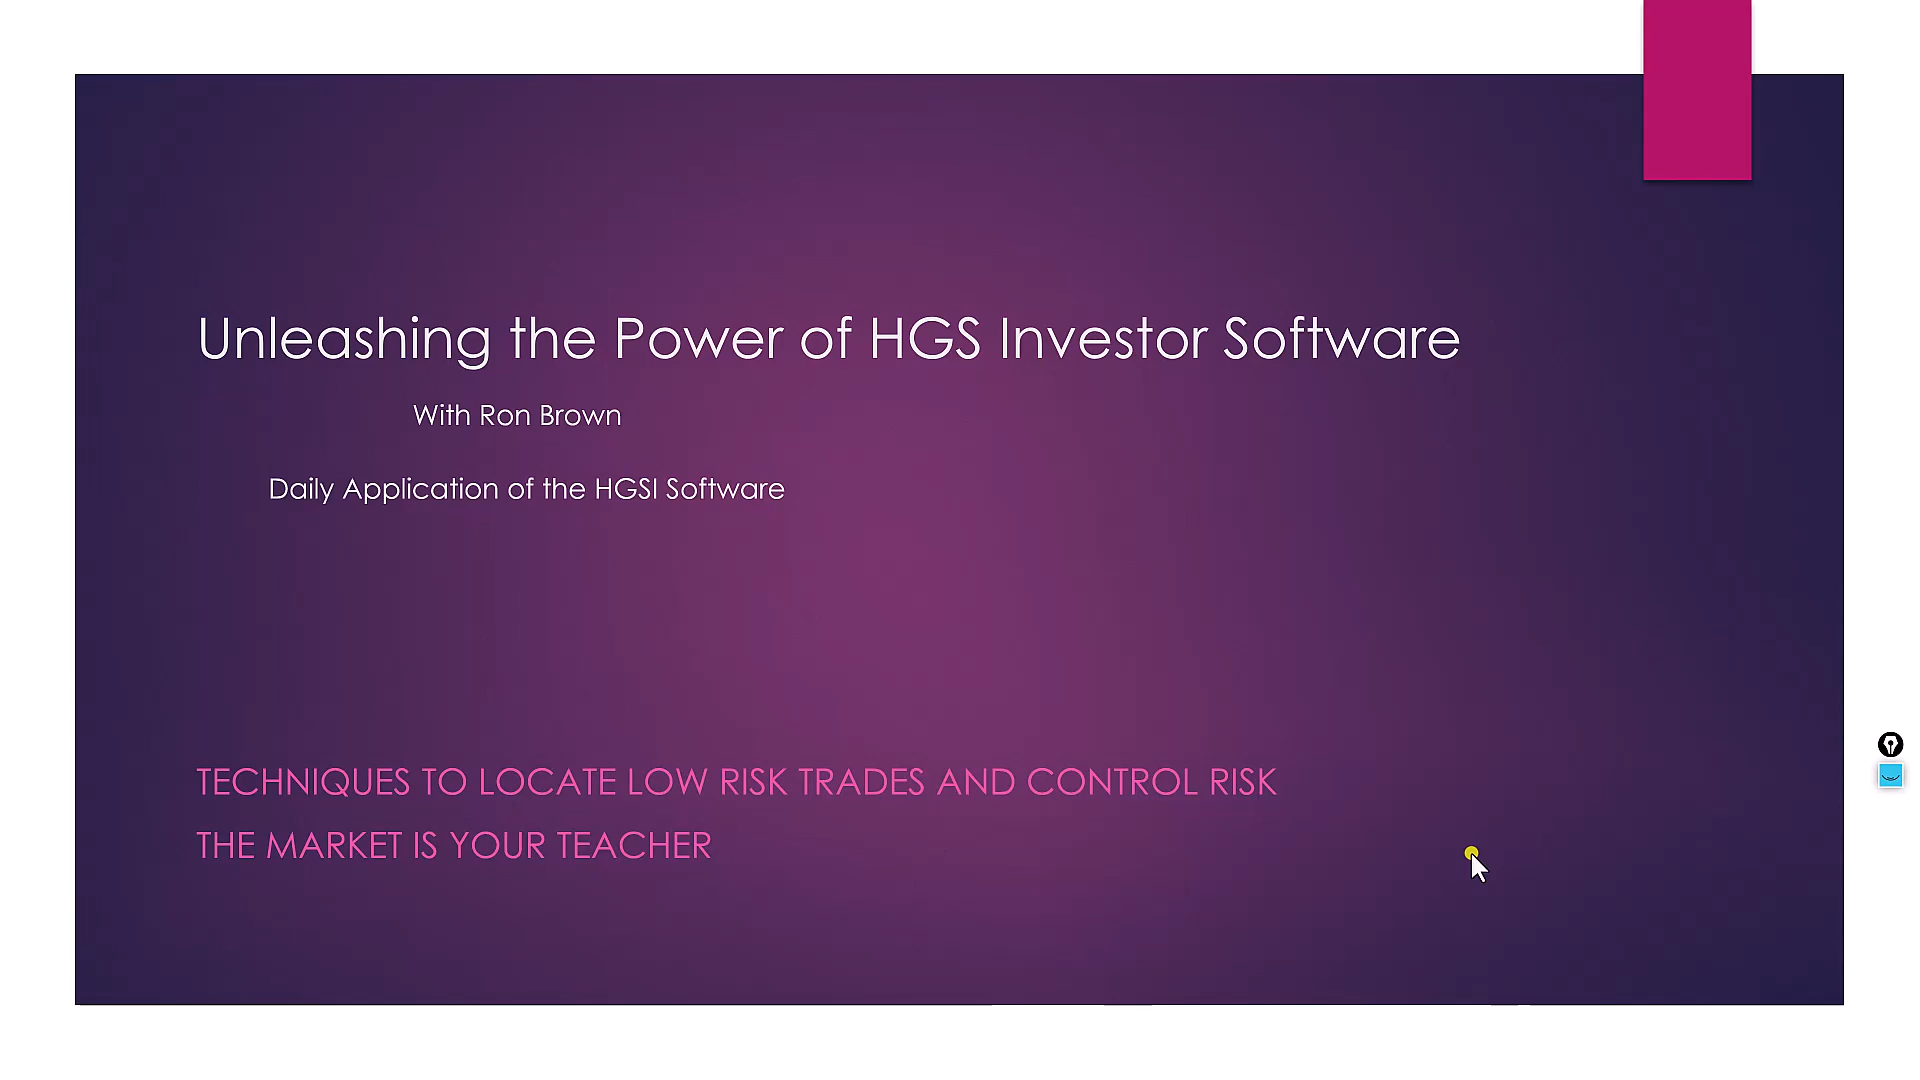 Unleashing the Power of HGS Investor Software
With Ron Brown
Daily Application of the HGSI Software
TECHNIQUES TO LOCATE LOW RISK TRADES AND CONTROL RISK
THE MARKET IS YOUR TEACHER